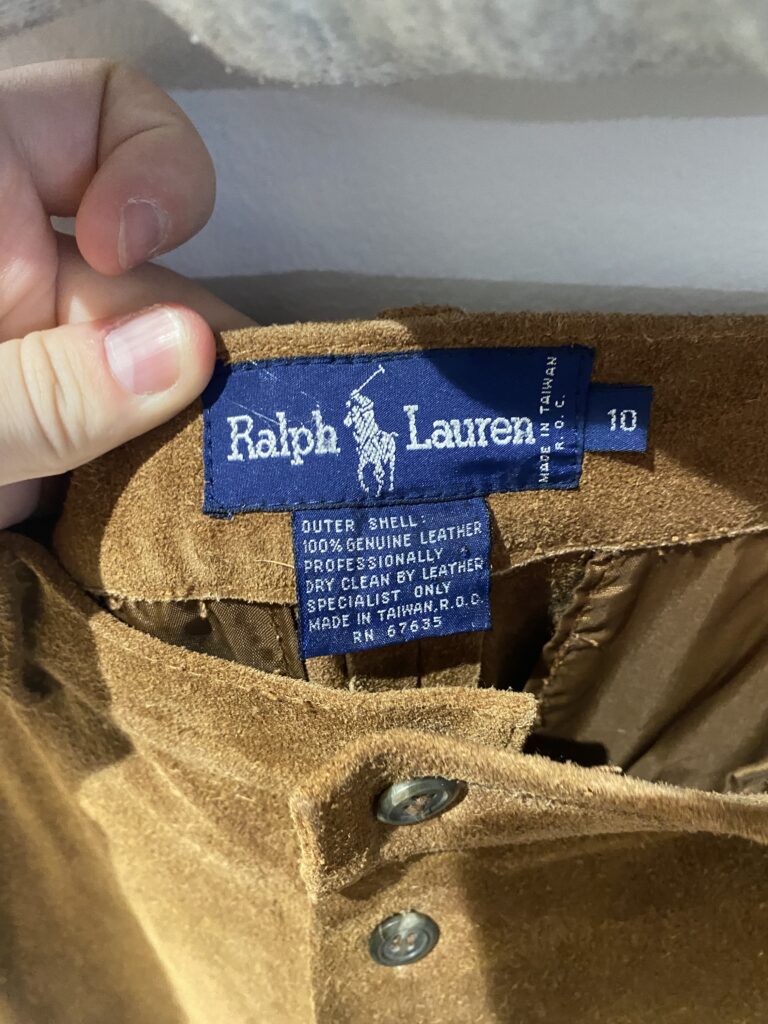 Ralph Lauren
MADE IN TAIWAN
R.O.C.
10
OUTER SHELL:
100% GENUINE LEATHER
PROFESSIONALLY
DRY CLEAN BY LEATHER
SPECIALIST ONLY
MADE IN TAIWAN, R.O.C.
RN 67635